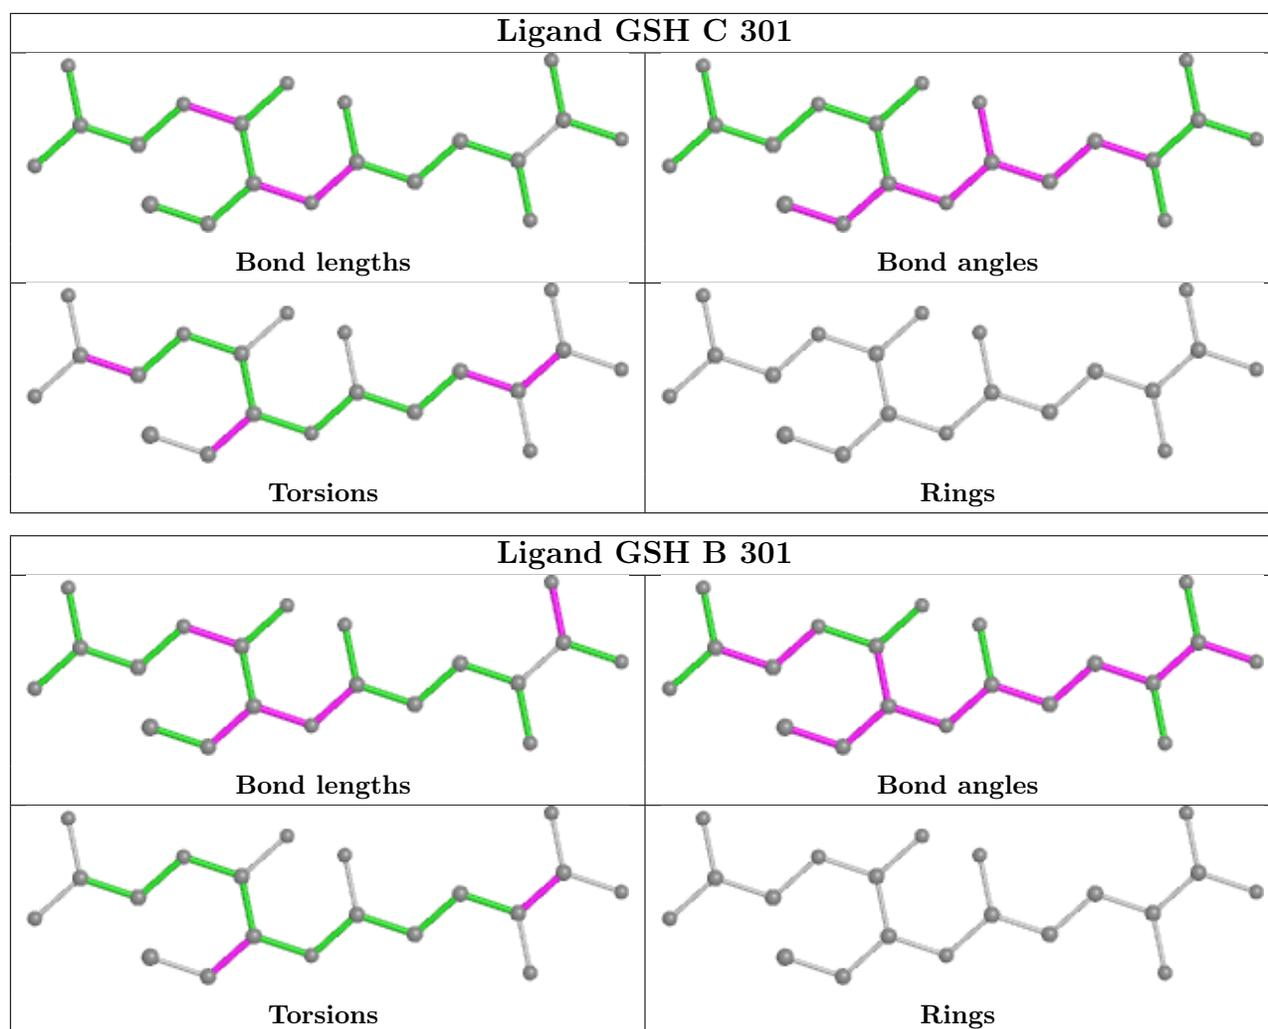 Ligand GSH C 301
Bond lengths
Bond angles
Torsions
Rings
Ligand GSH B 301
Bond lengths
Bond angles
Torsions
Rings